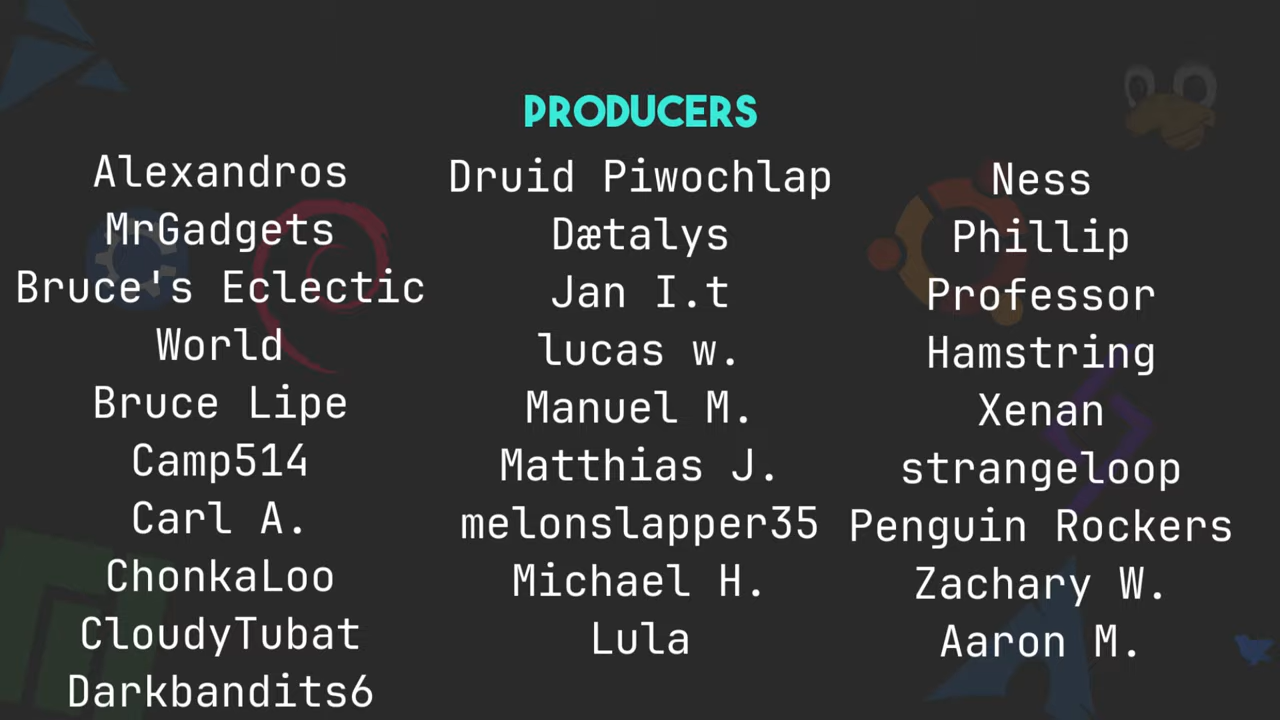 PRODUCERS
Alexandros
MrGadgets
Bruce's Eclectic
World
Bruce Lipe
Camp514
Carl A.
ChonkaLoo
CloudyTubat
Darkbandits6
Druid Piwochlap
Dætalys
Jan I.t
lucas w.
Manuel M.
Matthias J.
melonslapper35
Michael H.
Lula
Ness
Phillip
Professor
Hamstring
Xenan
strangeloop
Penguin Rockers
Zachary W.
Aaron M.